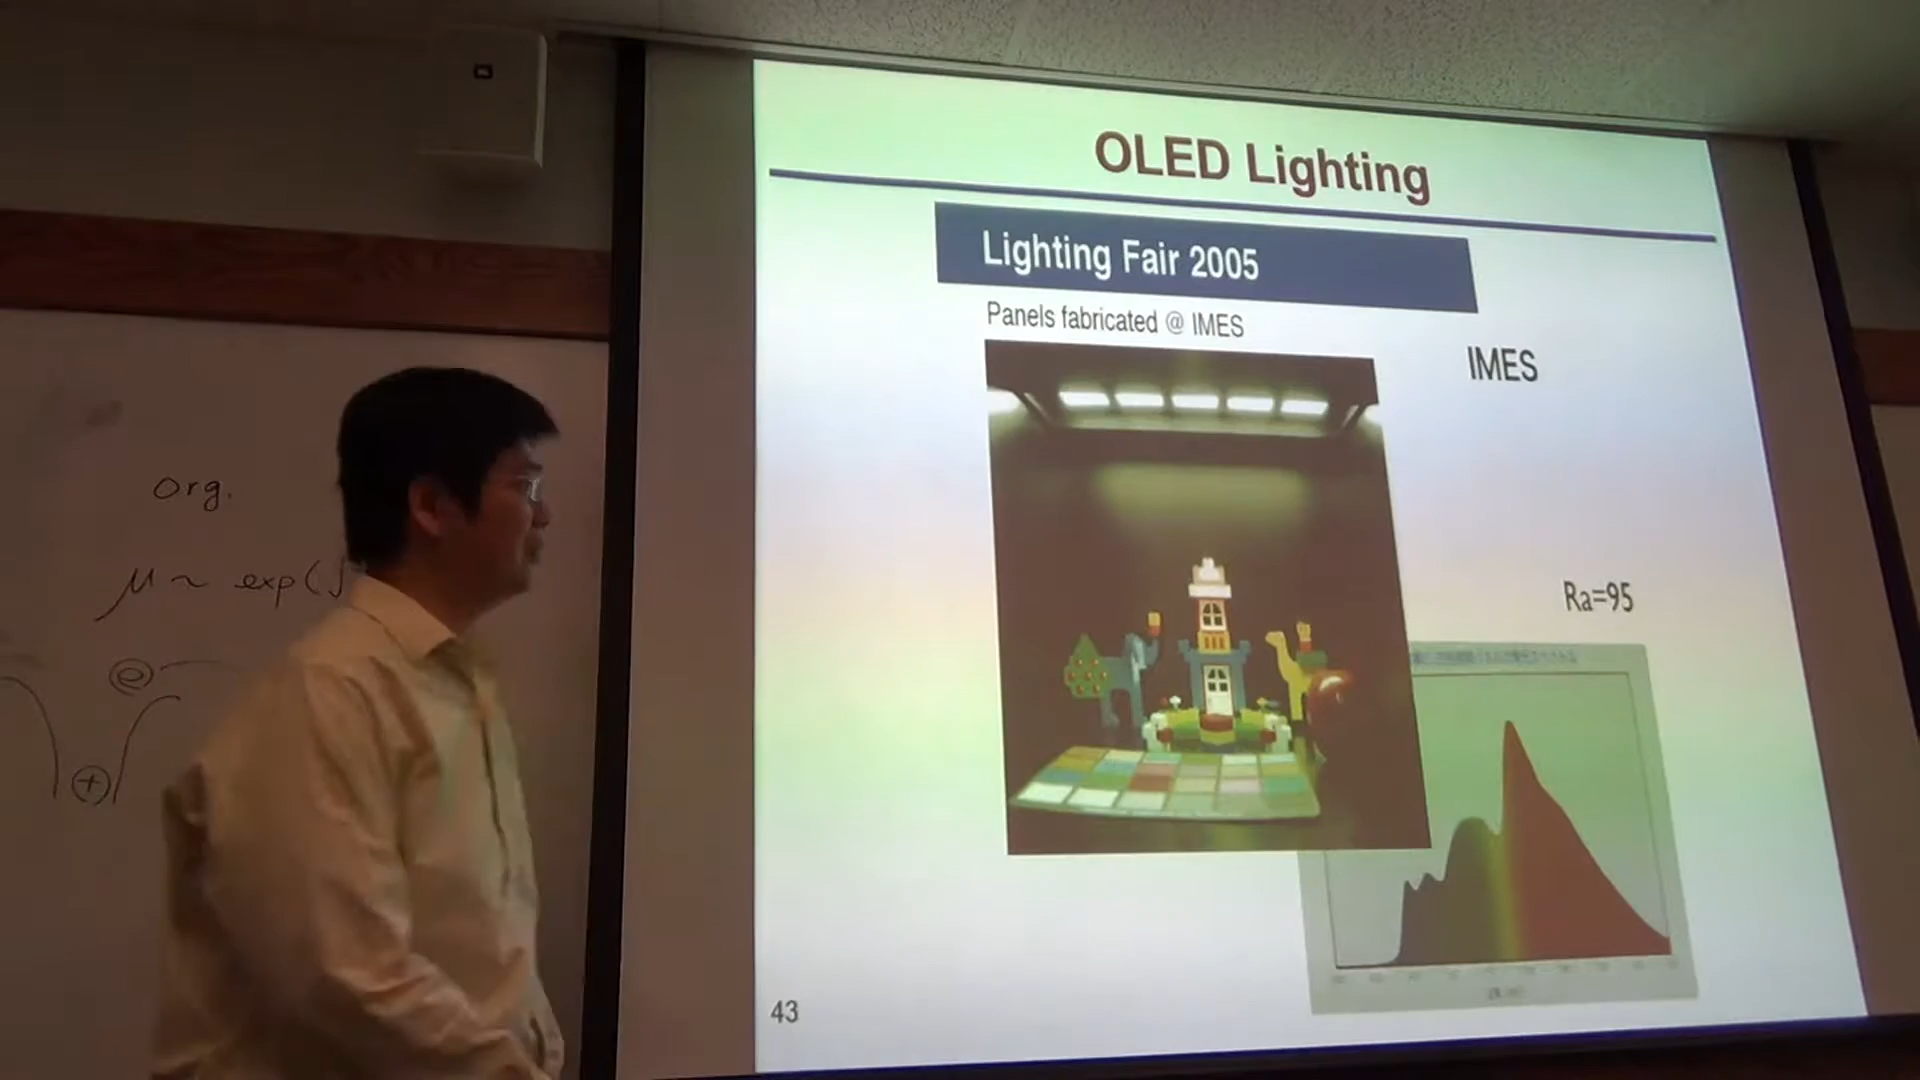 OLED Lighting
Lighting Fair 2005
Panels fabricated @ IMES
IMES
Ra=95
43
org.
μ ~ exp(
e
+